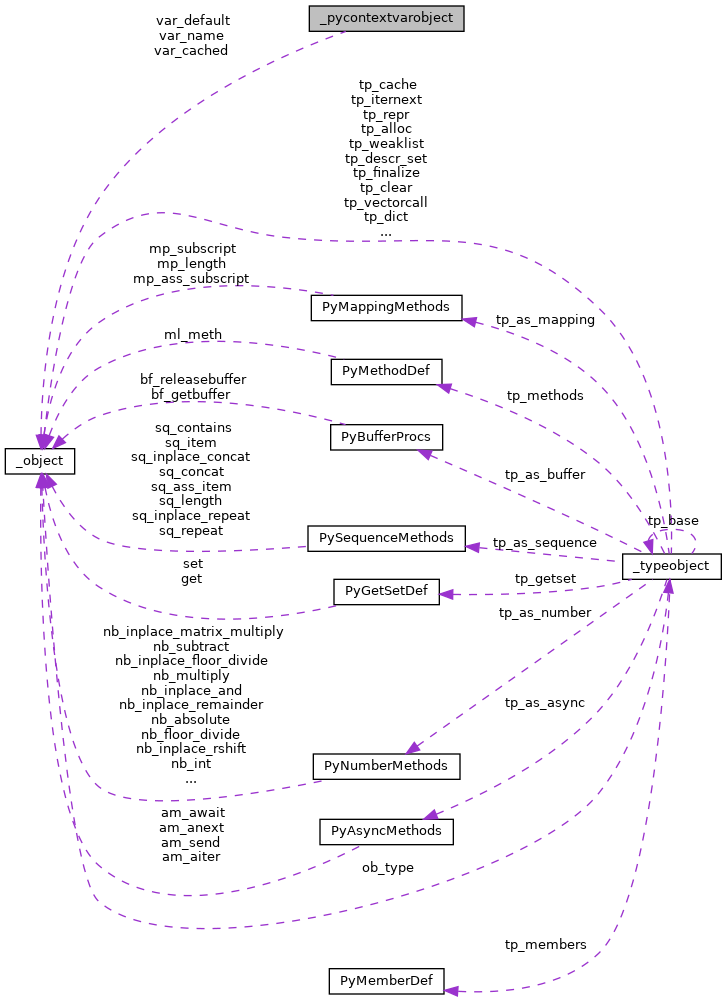 _pycontextvarobject
var_default
var_name
var_cached
tp_cache
tp_iternext
tp_repr
tp_alloc
tp_weaklist
tp_descr_set
tp_finalize
tp_clear
tp_vectorcall
tp_dict
...
mp_subscript
mp_length
mp_ass_subscript
PyMappingMethods
tp_as_mapping
ml_meth
PyMethodDef
tp_methods
bf_releasebuffer
bf_getbuffer
PyBufferProcs
_object
tp_as_buffer
sq_contains
sq_item
sq_inplace_concat
sq_concat
sq_ass_item
sq_length
sq_inplace_repeat
sq_repeat
PySequenceMethods
tp_as_sequence
tp_base
_typeobject
set
get
PyGetSetDef
tp_getset
tp_as_number
nb_inplace_matrix_multiply
nb_subtract
nb_inplace_floor_divide
nb_multiply
nb_inplace_and
nb_inplace_remainder
nb_absolute
nb_floor_divide
nb_inplace_rshift
nb_int
...
PyNumberMethods
tp_as_async
am_await
am_anext
am_send
am_aiter
PyAsyncMethods
ob_type
tp_members
PyMemberDef